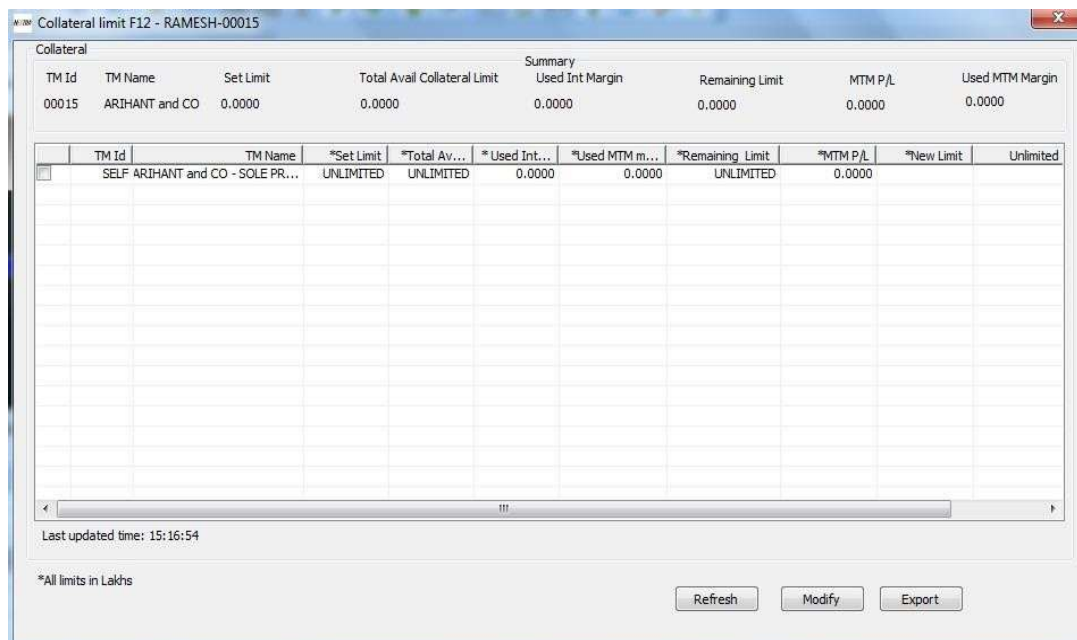 Collateral limit F12 - RAMESH-00015
Collateral
Summary
TM Id TM Name Set Limit Total Avail Collateral Limit Used Int Margin Remaining Limit MTM P/L Used MTM Margin
00015 ARIHANT and CO 0.0000 0.0000 0.0000 0.0000 0.0000 0.0000
TM Id TM Name *Set Limit *Total Av... * Used Int... *Used MTM m... *Remaining Limit *MTM P/L *New Limit Unlimited
SELF ARIHANT and CO - SOLE PR... UNLIMITED UNLIMITED 0.0000 0.0000 UNLIMITED 0.0000
Last updated time: 15:16:54
*All limits in Lakhs
Refresh Modify Export